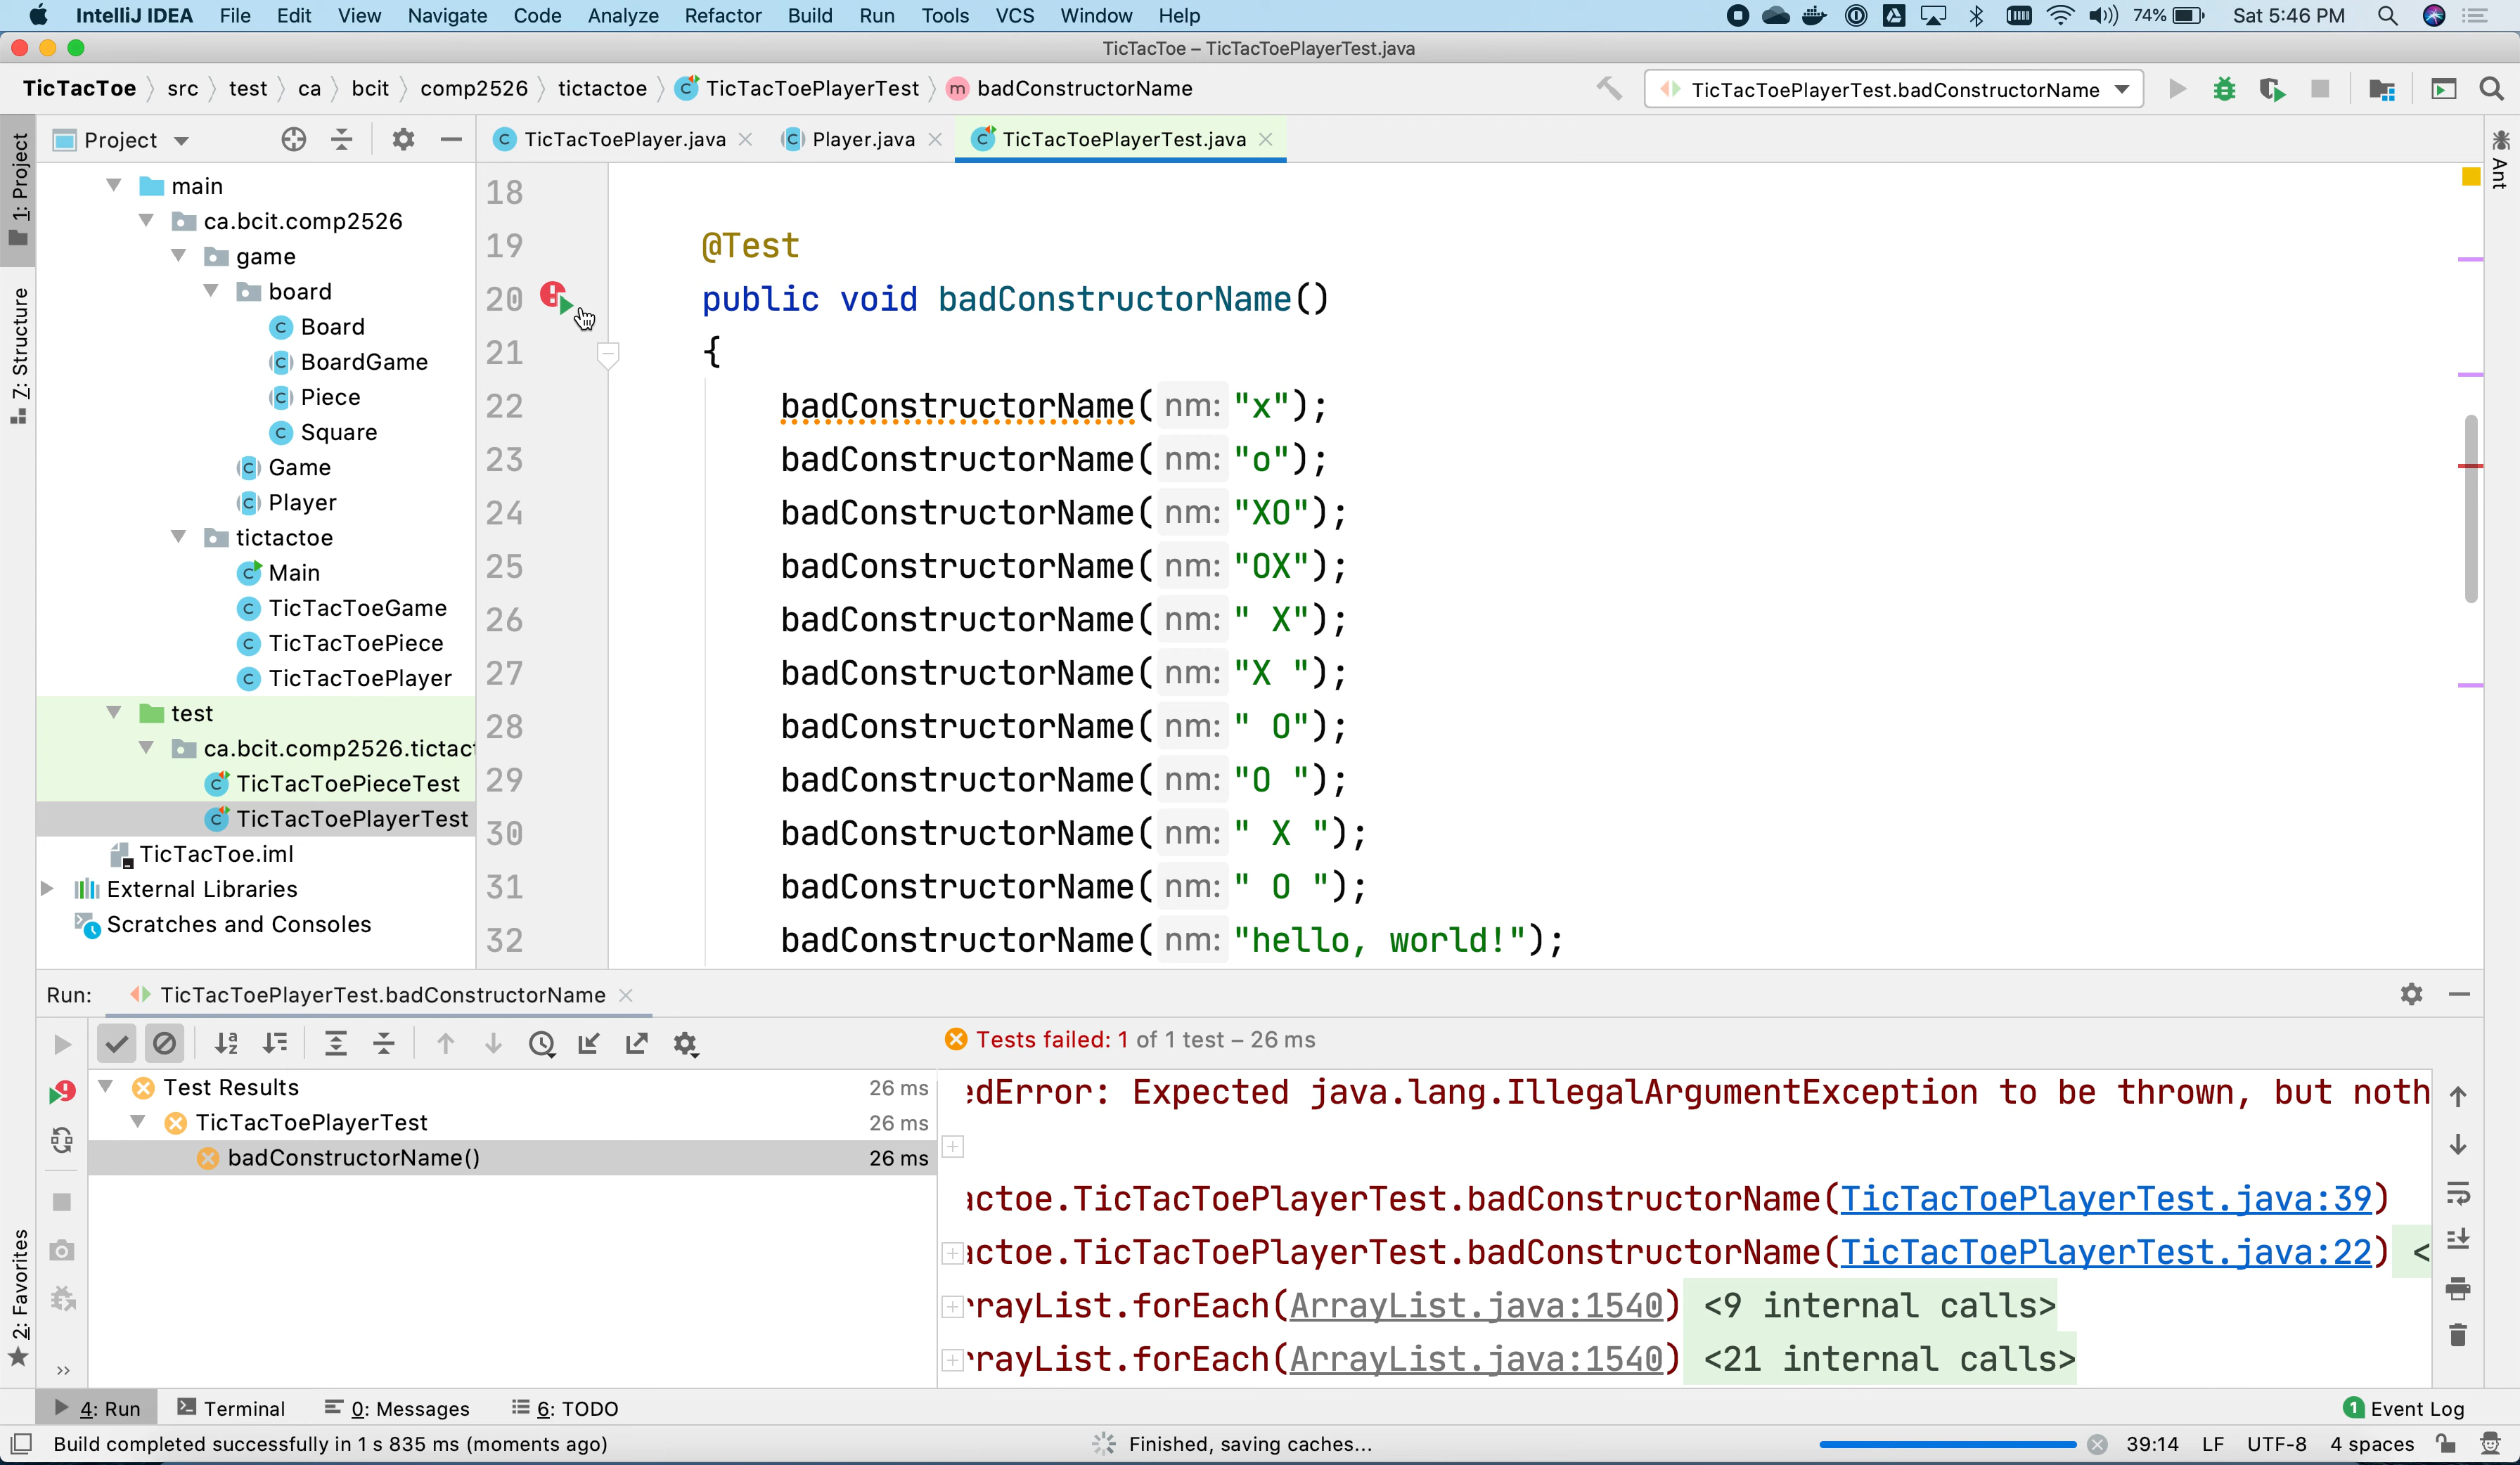 IntelliJ IDEA File Edit View Navigate Code Analyze Refactor Build Run Tools VCS Window Help 74% Sat 5:46 PM
TicTacToe – TicTacToePlayerTest.java
TicTacToe src test ca bcit comp2526 tictactoe C TicTacToePlayerTest m badConstructorName TicTacToePlayerTest.badConstructorName
1: Project
7: Structure
2: Favorites
Ant
Project
C TicTacToePlayer.java C Player.java C TicTacToePlayerTest.java
main
ca.bcit.comp2526
game
board
C Board
C BoardGame
C Piece
C Square
C Game
C Player
tictactoe
C Main
C TicTacToeGame
C TicTacToePiece
C TicTacToePlayer
test
ca.bcit.comp2526.tictact
C TicTacToePieceTest
C TicTacToePlayerTest
TicTacToe.iml
External Libraries
Scratches and Consoles
18
19 @Test
20 public void badConstructorName()
21 {
22 badConstructorName( nm: "x");
23 badConstructorName( nm: "o");
24 badConstructorName( nm: "XO");
25 badConstructorName( nm: "OX");
26 badConstructorName( nm: " X");
27 badConstructorName( nm: "X ");
28 badConstructorName( nm: " O");
29 badConstructorName( nm: "O ");
30 badConstructorName( nm: " X ");
31 badConstructorName( nm: " O ");
32 badConstructorName( nm: "hello, world!");
Run: TicTacToePlayerTest.badConstructorName
Tests failed: 1 of 1 test – 26 ms
Test Results 26 ms
TicTacToePlayerTest 26 ms
badConstructorName() 26 ms
edError: Expected java.lang.IllegalArgumentException to be thrown, but noth
actoe.TicTacToePlayerTest.badConstructorName(TicTacToePlayerTest.java:39)
actoe.TicTacToePlayerTest.badConstructorName(TicTacToePlayerTest.java:22) <
rrayList.forEach(ArrayList.java:1540) <9 internal calls>
rrayList.forEach(ArrayList.java:1540) <21 internal calls>
4: Run Terminal 0: Messages 6: TODO 1 Event Log
Build completed successfully in 1 s 835 ms (moments ago) Finished, saving caches... 39:14 LF UTF-8 4 spaces